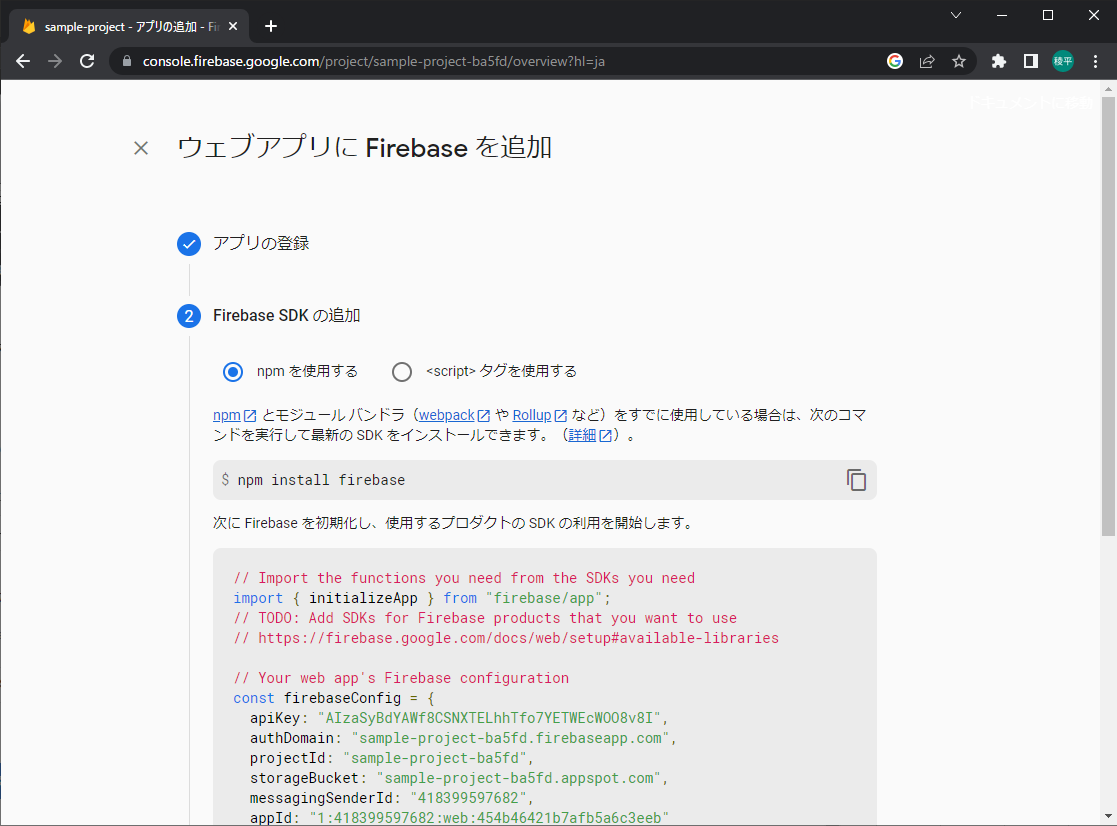 sample-project - アプリの追加 - Fi
console.firebase.google.com/project/sample-project-ba5fd/overview?hl=ja
稜平
ドキュメントに移動
ウェブアプリに Firebase を追加
アプリの登録
2 Firebase SDK の追加
npm を使用する <script> タグを使用する
npm とモジュール バンドラ（webpack や Rollup など）をすでに使用している場合は、次のコマ
ンドを実行して最新の SDK をインストールできます。（詳細）。
$ npm install firebase
次に Firebase を初期化し、使用するプロダクトの SDK の利用を開始します。
// Import the functions you need from the SDKs you need
import { initializeApp } from "firebase/app";
// TODO: Add SDKs for Firebase products that you want to use
// https://firebase.google.com/docs/web/setup#available-libraries
// Your web app's Firebase configuration
const firebaseConfig = {
apiKey: "AIzaSyBdYAWf8CSNXTELhhTfo7YETWEcWOO8v8I",
authDomain: "sample-project-ba5fd.firebaseapp.com",
projectId: "sample-project-ba5fd",
storageBucket: "sample-project-ba5fd.appspot.com",
messagingSenderId: "418399597682",
appId: "1:418399597682:web:454b46421b7afb5a6c3eeb"